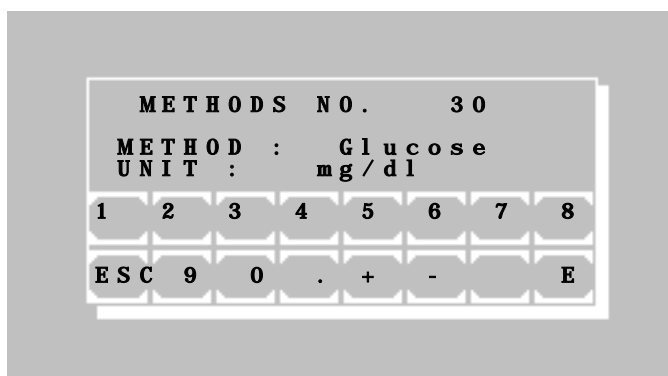 METHODS NO. 30
METHOD : Glucose
UNIT : mg/dl
1 2 3 4 5 6 7 8
ESC 9 0 . + - E